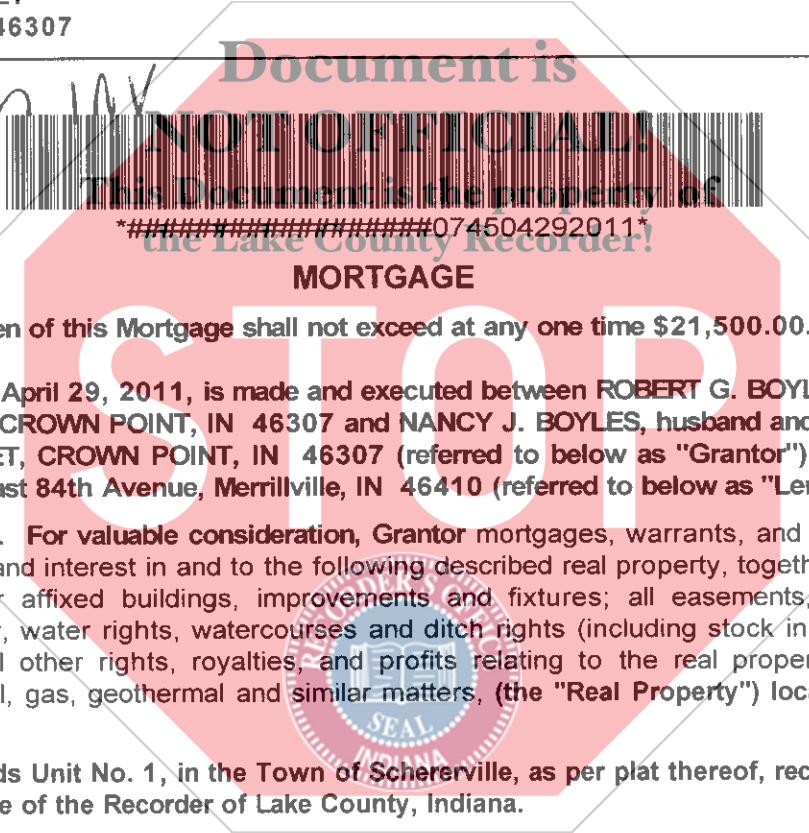 46307
Document is
NOT OFFICIAL!
This Document is the property of
*##################074504292011*
the Lake County Recorder!
MORTGAGE
en of this Mortgage shall not exceed at any one time $21,500.00.
April 29, 2011, is made and executed between ROBERT G. BOYL
CROWN POINT, IN 46307 and NANCY J. BOYLES, husband and
ET, CROWN POINT, IN 46307 (referred to below as "Grantor")
ast 84th Avenue, Merrillville, IN 46410 (referred to below as "Len
. For valuable consideration, Grantor mortgages, warrants, and
and interest in and to the following described real property, togeth
r affixed buildings, improvements and fixtures; all easements,
, water rights, watercourses and ditch rights (including stock in
l other rights, royalties, and profits relating to the real proper
l, gas, geothermal and similar matters, (the "Real Property") loc
ds Unit No. 1, in the Town of Schererville, as per plat thereof, rec
e of the Recorder of Lake County, Indiana.
STOP
RECORDER'S OFFICE
SEAL
INDIANA